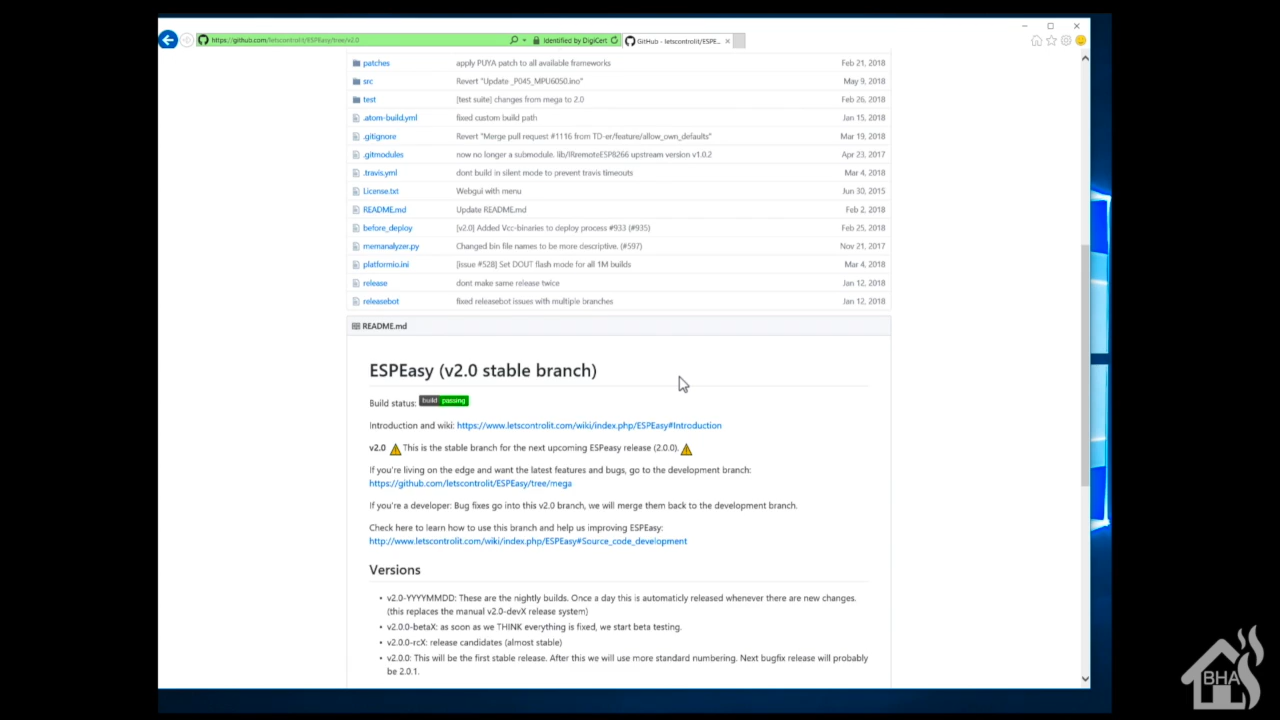 https://github.com/letscontrolit/ESPEasy/tree/v2.0 Identified by DigiCert GitHub - letscontrolit/ESPE...
patches apply PUYA patch to all available frameworks Feb 21, 2018
src Revert "Update _P045_MPU6050.ino" May 9, 2018
test [test suite] changes from mega to 2.0 Feb 26, 2018
.atom-build.yml fixed custom build path Jan 15, 2018
.gitignore Revert "Merge pull request #1116 from TD-er/feature/allow_own_defaults" Mar 19, 2018
.gitmodules now no longer a submodule. lib/IRremoteESP8266 upstream version v1.0.2 Apr 23, 2017
.travis.yml dont build in silent mode to prevent travis timeouts Mar 4, 2018
License.txt Webgui with menu Jun 30, 2015
README.md Update README.md Feb 2, 2018
before_deploy [v2.0] Added Vcc-binaries to deploy process #933 (#935) Feb 25, 2018
memanalyzer.py Changed bin file names to be more descriptive. (#597) Nov 21, 2017
platformio.ini [issue #528] Set DOUT flash mode for all 1M builds Mar 4, 2018
release dont make same release twice Jan 12, 2018
releasebot fixed releasebot issues with multiple branches Jan 12, 2018
README.md
ESPEasy (v2.0 stable branch)
Build status: build passing
Introduction and wiki: https://www.letscontrolit.com/wiki/index.php/ESPEasy#Introduction
v2.0 This is the stable branch for the next upcoming ESPeasy release (2.0.0).
If you're living on the edge and want the latest features and bugs, go to the development branch:
https://github.com/letscontrolit/ESPEasy/tree/mega
If you're a developer: Bug fixes go into this v2.0 branch, we will merge them back to the development branch.
Check here to learn how to use this branch and help us improving ESPEasy:
http://www.letscontrolit.com/wiki/index.php/ESPEasy#Source_code_development
Versions
• v2.0-YYYYMMDD: These are the nightly builds. Once a day this is automaticly released whenever there are new changes.
(this replaces the manual v2.0-devX release system)
• v2.0.0-betaX: as soon as we THINK everything is fixed, we start beta testing.
• v2.0.0-rcX: release candidates (almost stable)
• v2.0.0: This will be the first stable release. After this we will use more standard numbering. Next bugfix release will probably
be 2.0.1.
BHA